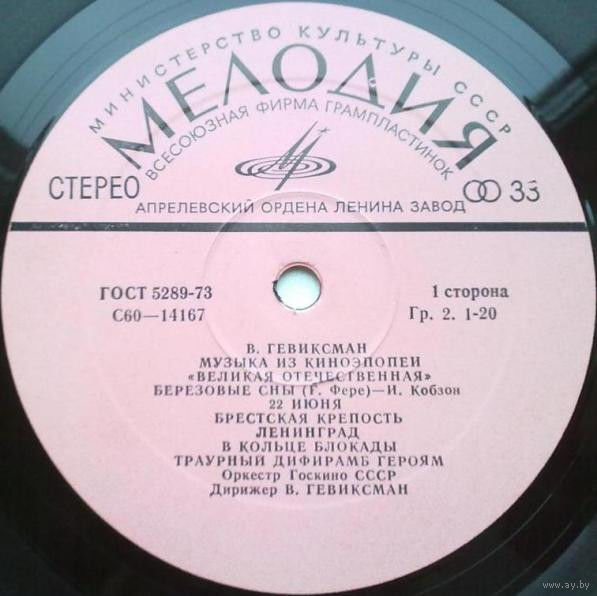 МИНИСТЕРСТВО КУЛЬТУРЫ СССР
МЕЛОДИЯ
ВСЕСОЮЗНАЯ ФИРМА ГРАМПЛАСТИНОК
СТЕРЕО
33
АПРЕЛЕВСКИЙ ОРДЕНА ЛЕНИНА ЗАВОД
ГОСТ 5289-73
1 сторона
С60—14167
Гр. 2. 1-20
В. ГЕВИКСМАН
МУЗЫКА ИЗ КИНОЭПОПЕИ
«ВЕЛИКАЯ ОТЕЧЕСТВЕННАЯ»
БЕРЕЗОВЫЕ СНЫ (Г. Фере)—И. Кобзон
22 ИЮНЯ
БРЕСТСКАЯ КРЕПОСТЬ
ЛЕНИНГРАД
В КОЛЬЦЕ БЛОКАДЫ
ТРАУРНЫЙ ДИФИРАМБ ГЕРОЯМ
Оркестр Госкино СССР
Дирижер В. ГЕВИКСМАН
www.ay.by